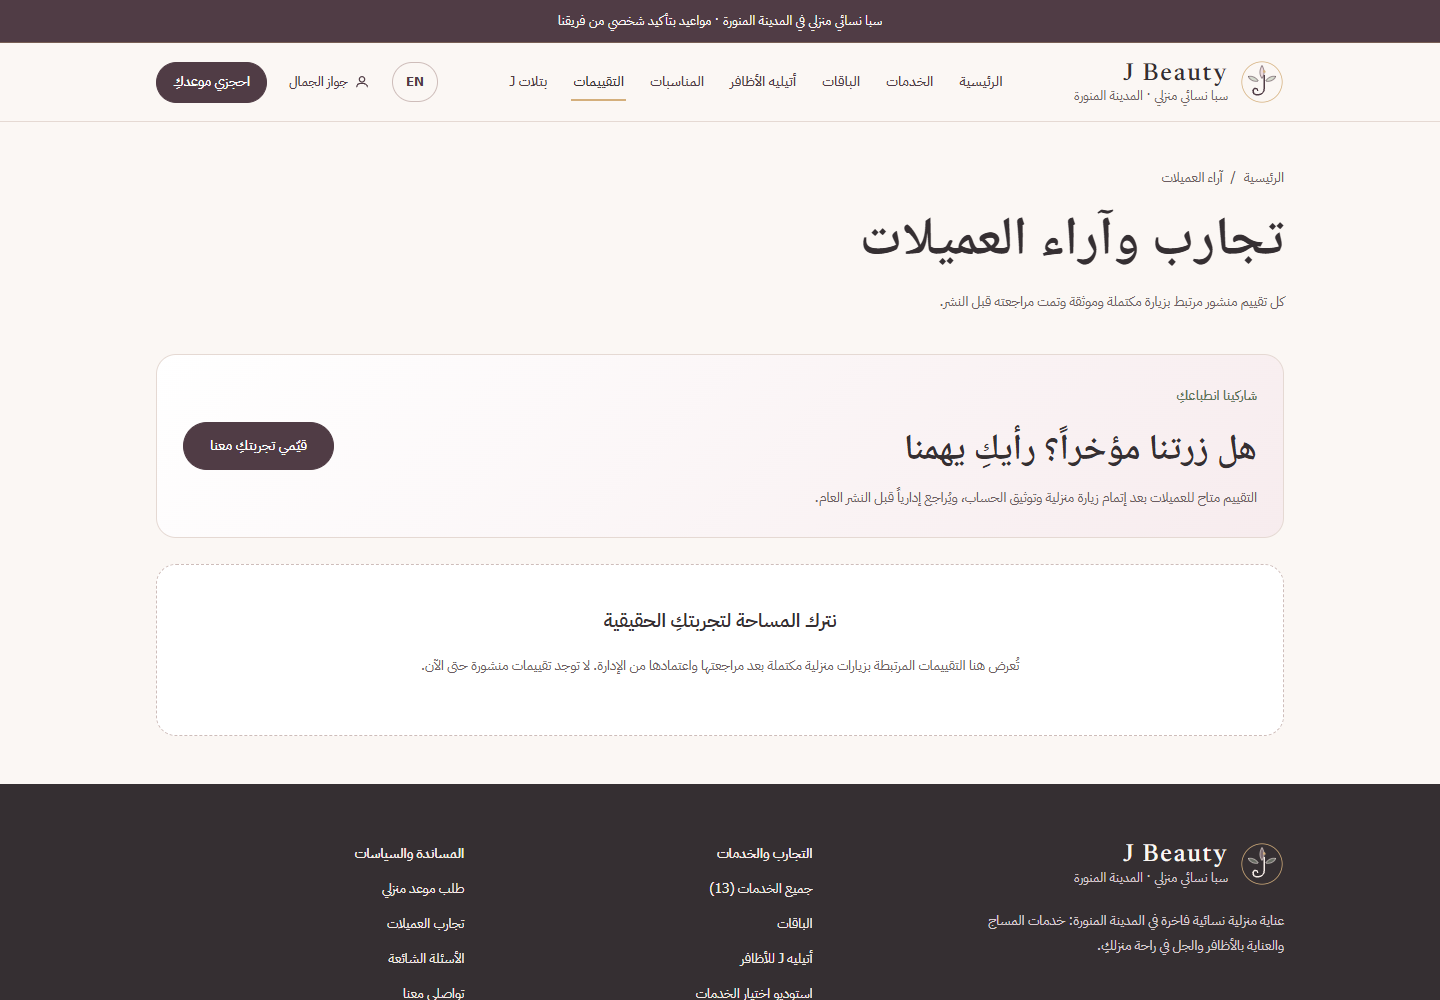 سبا نسائي منزلي في المدينة المنورة · مواعيد بتأكيد شخصي من فريقنا
J Beauty
سبا نسائي منزلي · المدينة المنورة
الرئيسية
الخدمات
الباقات
أتيليه الأظافر
المناسبات
التقييمات
بتلات J
EN
جواز الجمال
احجزي موعدكِ
الرئيسية / آراء العميلات
تجارب وآراء العميلات
كل تقييم منشور مرتبط بزيارة مكتملة وموثقة وتمت مراجعته قبل النشر.
شاركينا انطباعكِ
هل زرتنا مؤخراً؟ رأيكِ يهمنا
التقييم متاح للعميلات بعد إتمام زيارة منزلية وتوثيق الحساب، ويُراجع إدارياً قبل النشر العام.
قيّمي تجربتكِ معنا
نترك المساحة لتجربتكِ الحقيقية
تُعرض هنا التقييمات المرتبطة بزيارات منزلية مكتملة بعد مراجعتها واعتمادها من الإدارة. لا توجد تقييمات منشورة حتى الآن.
J Beauty
سبا نسائي منزلي · المدينة المنورة
عناية منزلية نسائية فاخرة في المدينة المنورة: خدمات المساج
والعناية بالأظافر والجل في راحة منزلكِ.
التجارب والخدمات
جميع الخدمات (13)
الباقات
أتيليه J للأظافر
استوديو اختيار الخدمات
المساندة والسياسات
طلب موعد منزلي
تجارب العميلات
الأسئلة الشائعة
تواصلي معنا